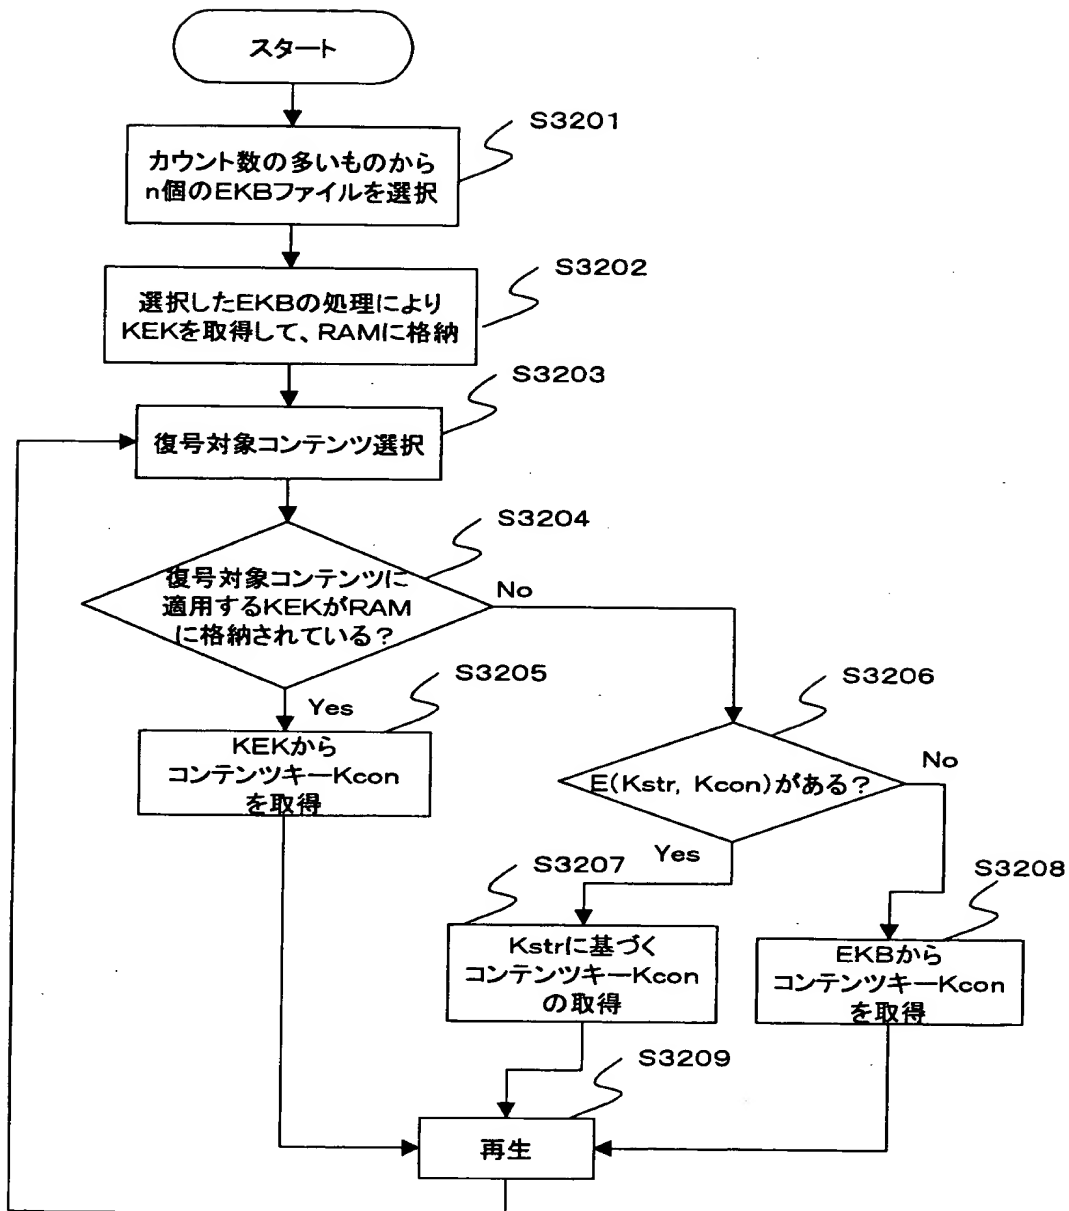 スタート
S3201
カウント数の多いものから
n個のEKBファイルを選択
S3202
選択したEKBの処理により
KEKを取得して、RAMに格納
S3203
復号対象コンテンツ選択
S3204
復号対象コンテンツに
適用するKEKがRAM
に格納されている？
No
Yes
S3205
KEKから
コンテンツキーKcon
を取得
S3206
E(Kstr, Kcon)がある？
No
Yes
S3207
Kstrに基づく
コンテンツキーKcon
の取得
S3208
EKBから
コンテンツキーKcon
を取得
S3209
再生